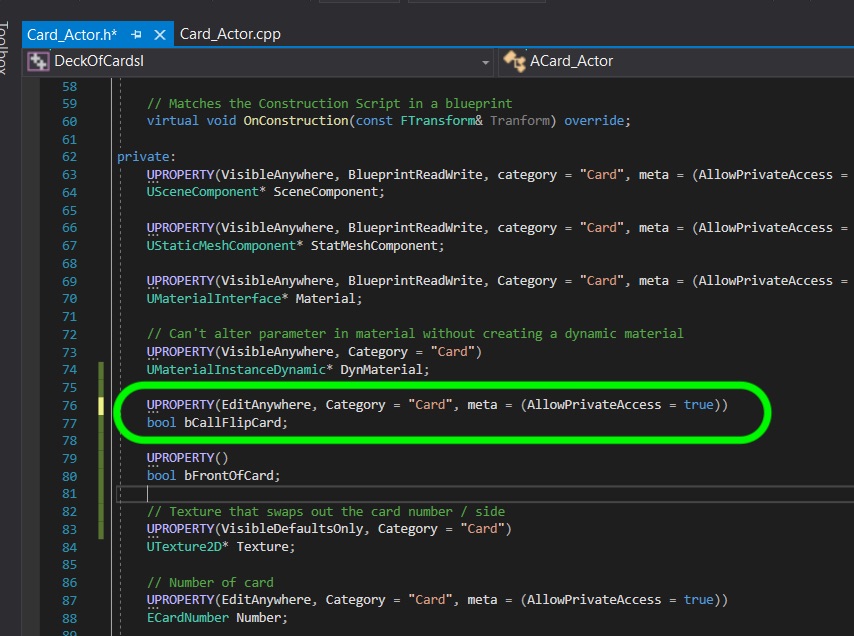 Toolbox
Card_Actor.h*
Card_Actor.cpp
DeckOfCardsI
ACard_Actor
58
59 // Matches the Construction Script in a blueprint
60 virtual void OnConstruction(const FTransform& Tranform) override;
61
62 private:
63 UPROPERTY(VisibleAnywhere, BlueprintReadWrite, category = "Card", meta = (AllowPrivateAccess =
64 USceneComponent* SceneComponent;
65
66 UPROPERTY(VisibleAnywhere, BlueprintReadWrite, category = "Card", meta = (AllowPrivateAccess =
67 UStaticMeshComponent* StatMeshComponent;
68
69 UPROPERTY(VisibleAnywhere, BlueprintReadWrite, Category = "Card", meta = (AllowPrivateAccess =
70 UMaterialInterface* Material;
71
72 // Can't alter parameter in material without creating a dynamic material
73 UPROPERTY(VisibleAnywhere, Category = "Card")
74 UMaterialInstanceDynamic* DynMaterial;
75
76 UPROPERTY(EditAnywhere, Category = "Card", meta = (AllowPrivateAccess = true))
77 bool bCallFlipCard;
78
79 UPROPERTY()
80 bool bFrontOfCard;
81
82 // Texture that swaps out the card number / side
83 UPROPERTY(VisibleDefaultsOnly, Category = "Card")
84 UTexture2D* Texture;
85
86 // Number of card
87 UPROPERTY(EditAnywhere, Category = "Card", meta = (AllowPrivateAccess = true))
88 ECardNumber Number;
89